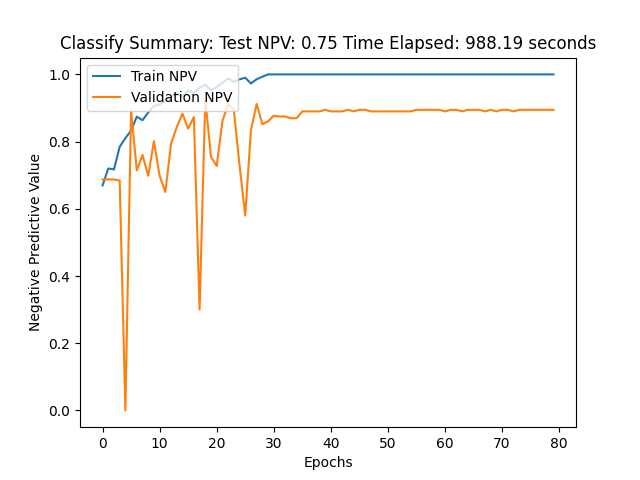 Classify Summary: Test NPV: 0.75 Time Elapsed: 988.19 seconds
Train NPV
Validation NPV
Negative Predictive Value
1.0
0.8
0.6
0.4
0.2
0.0
0 10 20 30 40 50 60 70 80
Epochs